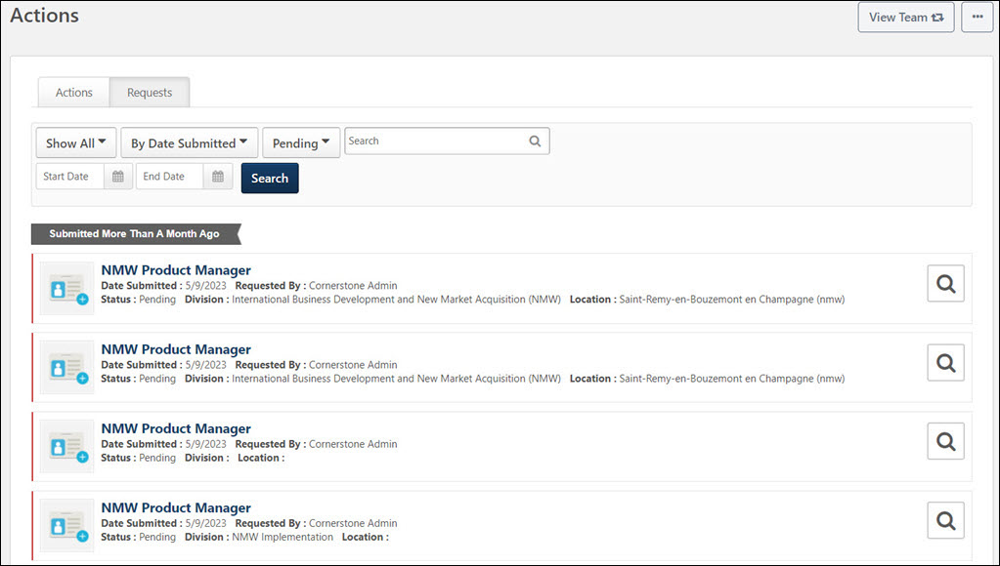 Actions
View Team
Actions Requests
Show All By Date Submitted Pending Search
Start Date End Date Search
Submitted More Than A Month Ago
NMW Product Manager
Date Submitted : 5/9/2023 Requested By : Cornerstone Admin
Status : Pending Division : International Business Development and New Market Acquisition (NMW) Location : Saint-Remy-en-Bouzemont en Champagne (nmw)
NMW Product Manager
Date Submitted : 5/9/2023 Requested By : Cornerstone Admin
Status : Pending Division : International Business Development and New Market Acquisition (NMW) Location : Saint-Remy-en-Bouzemont en Champagne (nmw)
NMW Product Manager
Date Submitted : 5/9/2023 Requested By : Cornerstone Admin
Status : Pending Division : Location :
NMW Product Manager
Date Submitted : 5/9/2023 Requested By : Cornerstone Admin
Status : Pending Division : NMW Implementation Location :